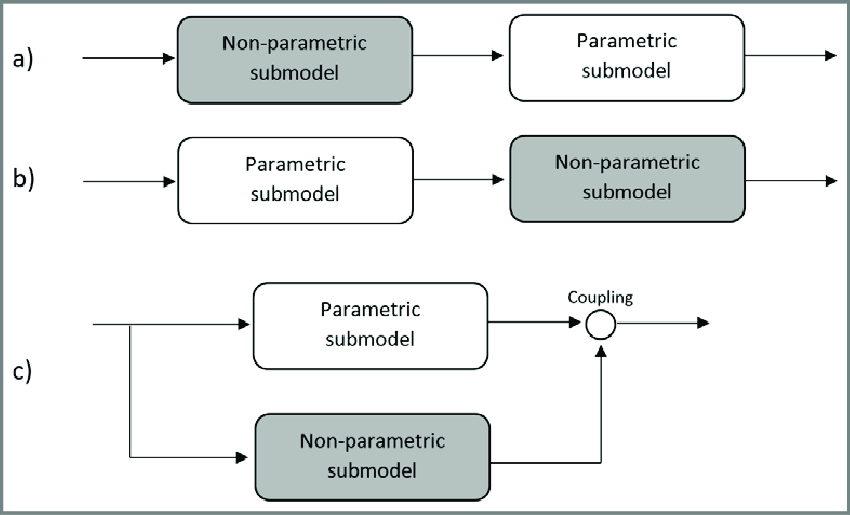 a)
Non-parametric
submodel
Parametric
submodel
b)
Parametric
submodel
Non-parametric
submodel
c)
Parametric
submodel
Coupling
Non-parametric
submodel